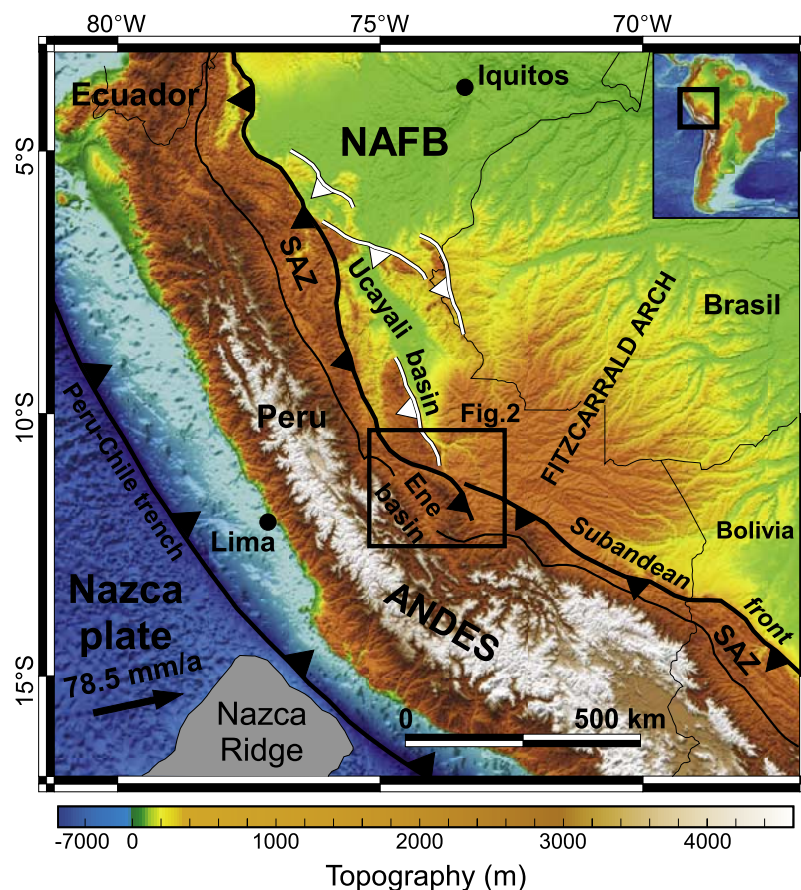 80°W
75°W
70°W
5°S
10°S
15°S
Ecuador
Iquitos
NAFB
SAZ
Ucayali basin
Brasil
FITZCARRALD ARCH
Peru
Fig.2
Peru-Chile trench
Ene
basin
Lima
Bolivia
Subandean front
Nazca
plate
78.5 mm/a
ANDES
SAZ
Nazca
Ridge
0 500 km
-7000 0 1000 2000 3000 4000
Topography (m)